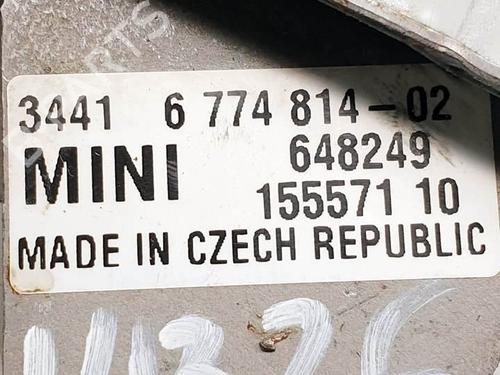 3441 6 774 814-02
MINI 648249
155571 10
MADE IN CZECH REPUBLIC